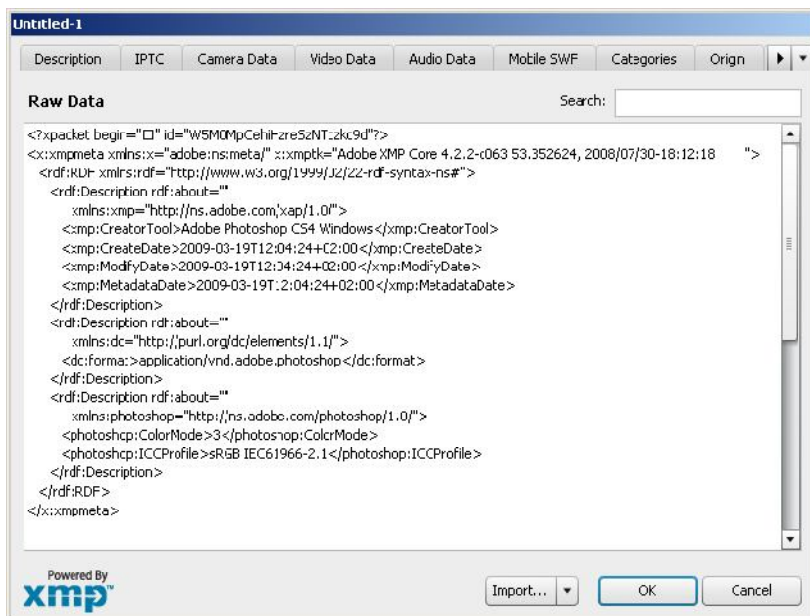 Untitled-1
Description IPTC Camera Data Video Data Audio Data Mobile SWF Categories Origin
Raw Data Search:
<?xpacket begin="□" id="W5M0MpCehiHzreSzNTczkc9d"?>
<x:xmpmeta xmlns:x="adobe:ns:meta/" x:xmptk="Adobe XMP Core 4.2.2-c063 53.352624, 2008/07/30-18:12:18        ">
<rdf:RDF xmlns:rdf="http://www.w3.org/1999/02/22-rdf-syntax-ns#">
<rdf:Description rdf:about=""
xmlns:xmp="http://ns.adobe.com/xap/1.0/">
<xmp:CreatorTool>Adobe Photoshop CS4 Windows</xmp:CreatorTool>
<xmp:CreateDate>2009-03-19T12:04:24+02:00</xmp:CreateDate>
<xmp:ModifyDate>2009-03-19T12:04:24+02:00</xmp:ModifyDate>
<xmp:MetadataDate>2009-03-19T12:04:24+02:00</xmp:MetadataDate>
</rdf:Description>
<rdf:Description rdf:about=""
xmlns:dc="http://purl.org/dc/elements/1.1/">
<dc:format>application/vnd.adobe.photoshop</dc:format>
</rdf:Description>
<rdf:Description rdf:about=""
xmlns:photoshop="http://ns.adobe.com/photoshop/1.0/">
<photoshop:ColorMode>3</photoshop:ColorMode>
<photoshop:ICCProfile>sRGB IEC61966-2.1</photoshop:ICCProfile>
</rdf:Description>
</rdf:RDF>
</x:xmpmeta>
Powered By
xmp™
Import... OK Cancel